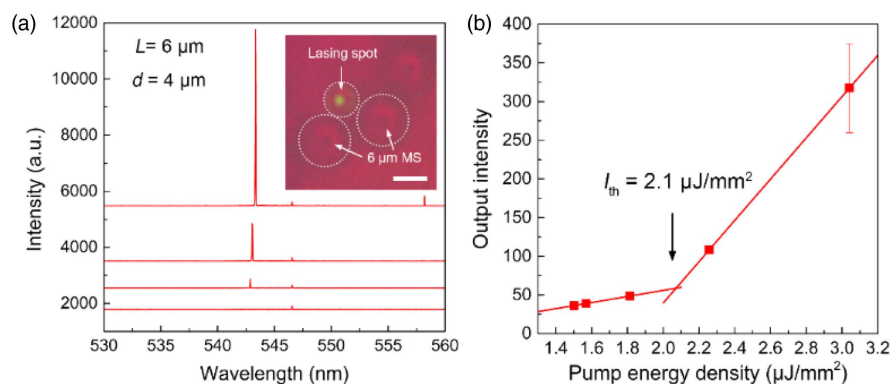 (a)
12000
10000
8000
6000
4000
2000
Intensity (a.u.)
L= 6 μm
d = 4 μm
Lasing spot
6 μm MS
530
535
540
545
550
555
560
Wavelength (nm)
(b)
400
350
300
250
200
150
100
50
0
Output intensity
Ith = 2.1 μJ/mm²
1.4
1.6
1.8
2.0
2.2
2.4
2.6
2.8
3.0
3.2
Pump energy density (μJ/mm²)